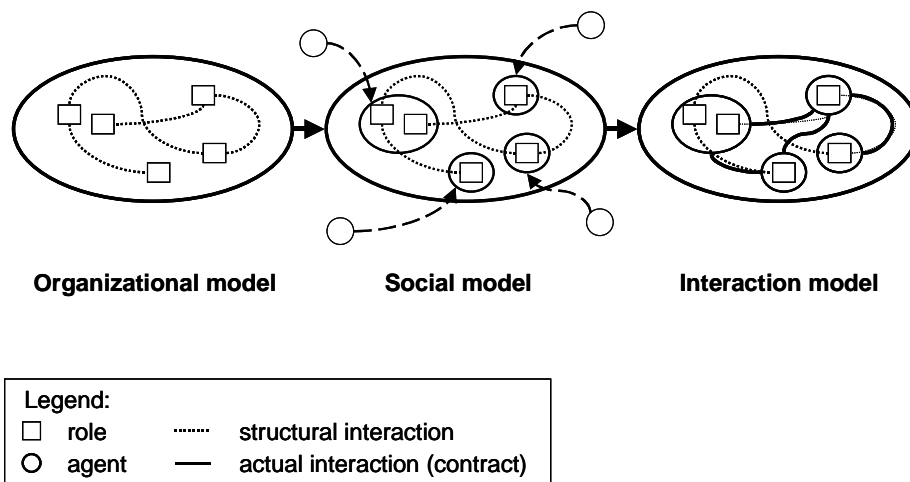 Organizational model Social model Interaction model
Legend:
role structural interaction
agent actual interaction (contract)